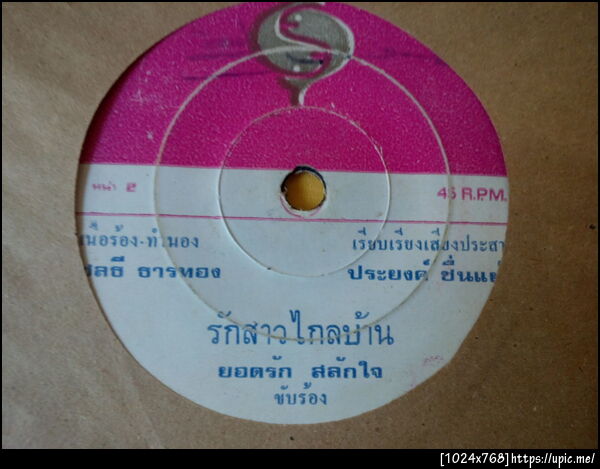 หน้า 2
45 R.P.M.
เนื้อร้อง-ทำนอง
เรียบเรียงเสียงประสา
ชลธี ธารทอง
ประยงค์ ชื่นเย
รักสาวไกลบ้าน
ยอดรัก สลักใจ
ขับร้อง
[1024x768]https://upic.me/